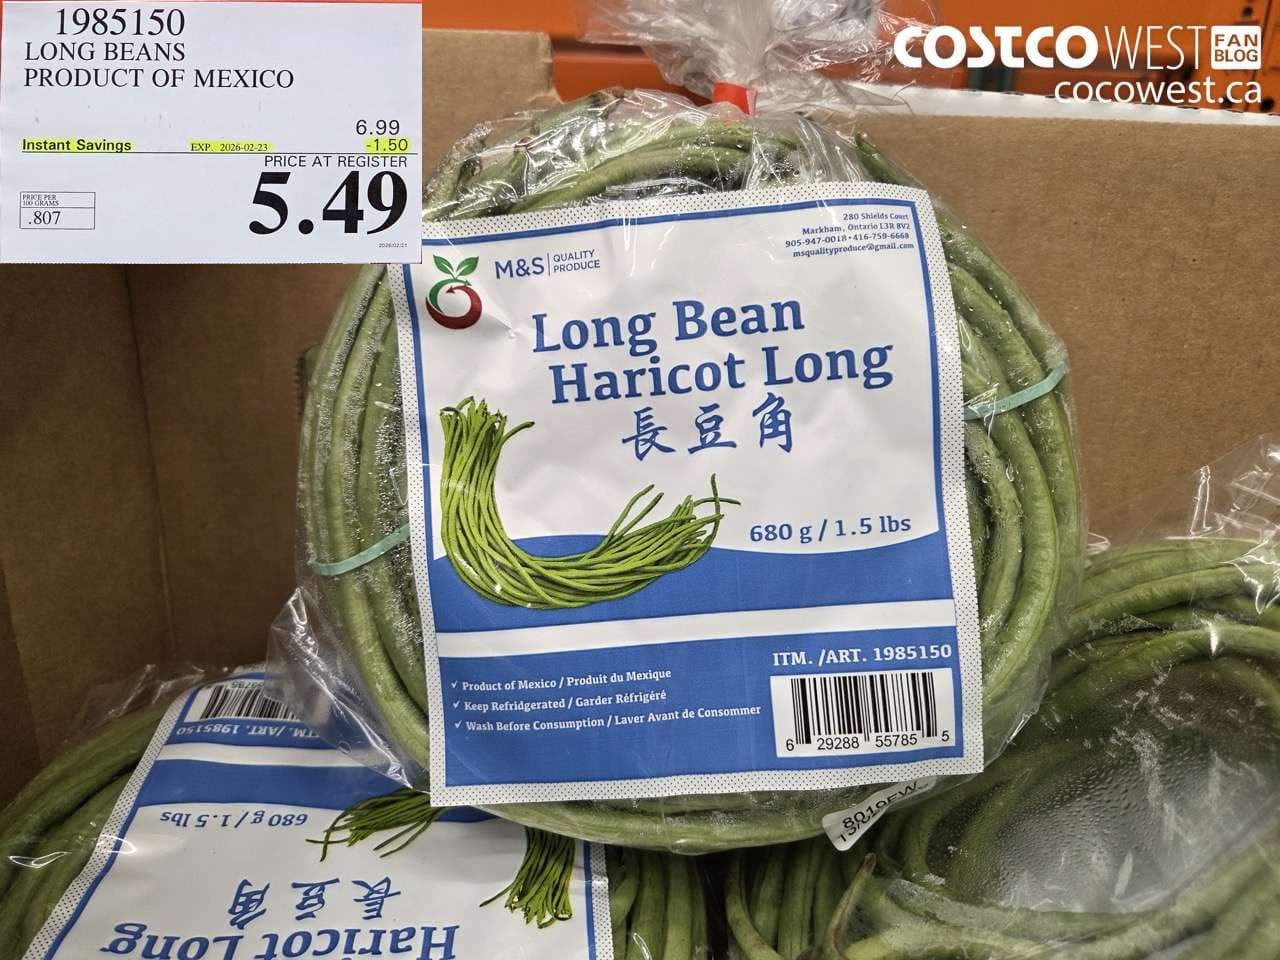 1985150
LONG BEANS
PRODUCT OF MEXICO
6.99
Instant Savings EXP. 2026-02-23 -1.50
PRICE AT REGISTER
5.49
PRICE PER
100 GRAMS
.807
2026/02/21
COSTCO WEST FAN BLOG
cocowest.ca
280 Shields Court
Markham, Ontario L3R 8V2
905-947-0018 • 416-759-6668
msqualityproduce@gmail.com
M&S QUALITY PRODUCE
Long Bean
Haricot Long
長豆角
680 g / 1.5 lbs
ITM. /ART. 1985150
✓ Product of Mexico / Produit du Mexique
✓ Keep Refridgerated / Garder Réfrigéré
✓ Wash Before Consumption / Laver Avant de Consommer
6 29288 55785 5
ITM. /ART. 1985150
680 g / 1.5 lbs
長豆角
Haricot Long